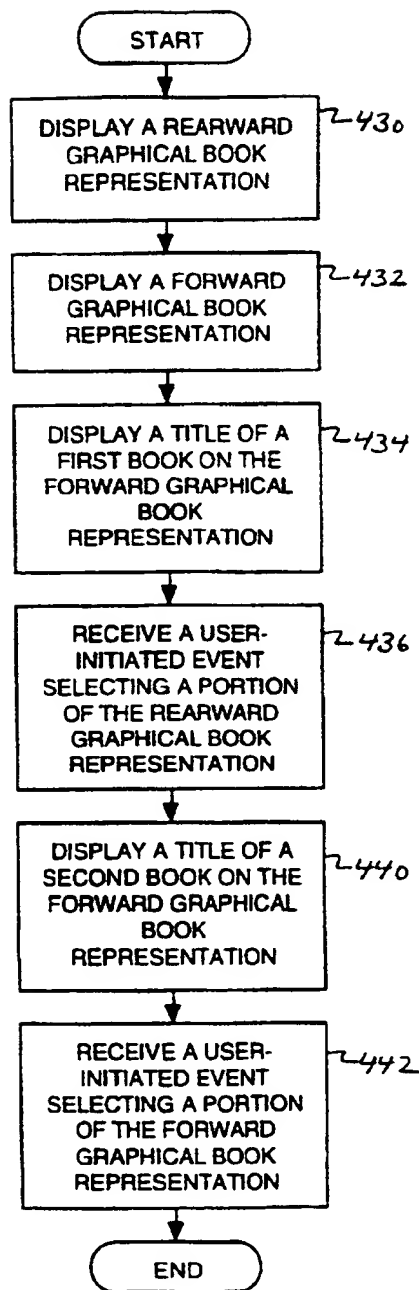 START
DISPLAY A REARWARD
GRAPHICAL BOOK
REPRESENTATION
430
DISPLAY A FORWARD
GRAPHICAL BOOK
REPRESENTATION
432
DISPLAY A TITLE OF A
FIRST BOOK ON THE
FORWARD GRAPHICAL
BOOK
REPRESENTATION
434
RECEIVE A USER-
INITIATED EVENT
SELECTING A PORTION
OF THE REARWARD
GRAPHICAL BOOK
REPRESENTATION
436
DISPLAY A TITLE OF A
SECOND BOOK ON THE
FORWARD GRAPHICAL
BOOK
REPRESENTATION
440
RECEIVE A USER-
INITIATED EVENT
SELECTING A PORTION
OF THE FORWARD
GRAPHICAL BOOK
REPRESENTATION
442
END